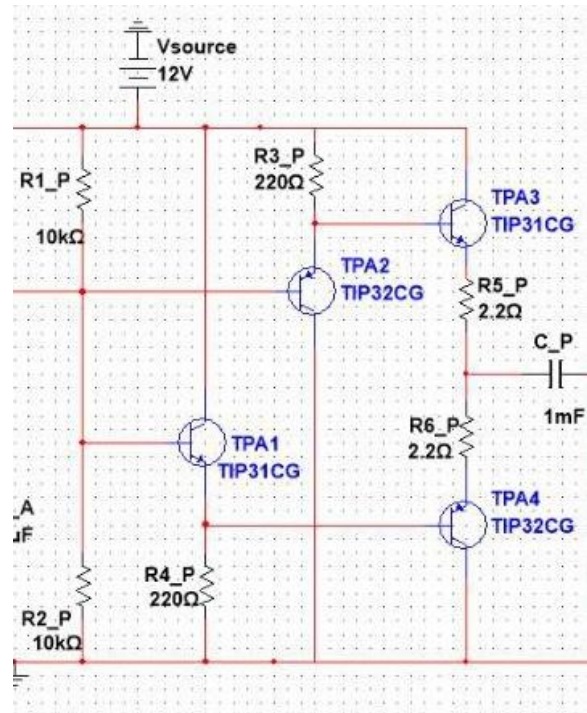 Vsource
12V
R1_P
10kΩ
R3_P
220Ω
TPA3
TIP31CG
TPA2
TIP32CG
R5_P
2.2Ω
C_P
1mF
TPA1
TIP31CG
R6_P
2.2Ω
TPA4
TIP32CG
_A
R4_P
220Ω
R2_P
10kΩ